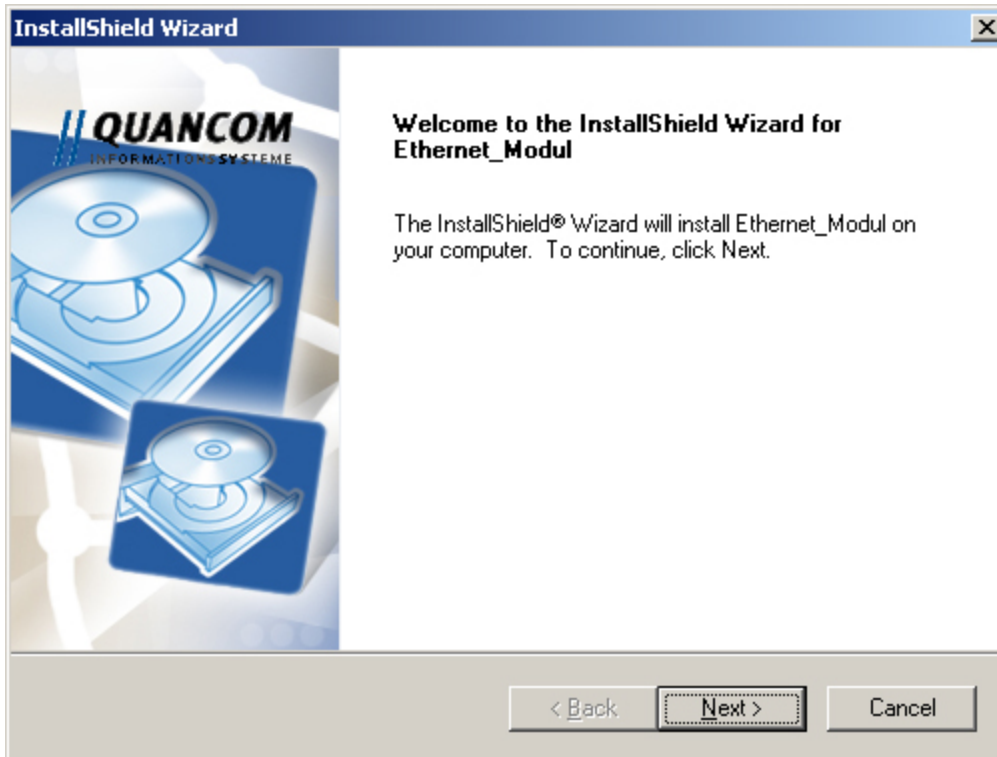 InstallShield Wizard
QUANCOM
INFORMATIONSSYSTEME
Welcome to the InstallShield Wizard for
Ethernet_Modul
The InstallShield® Wizard will install Ethernet_Modul on
your computer. To continue, click Next.
< Back
Next >
Cancel